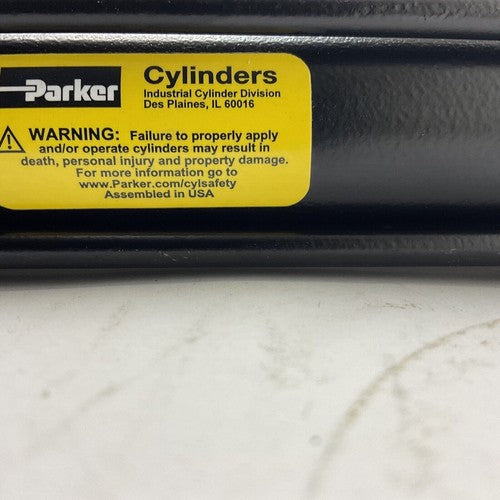 Parker
Cylinders
Industrial Cylinder Division
Des Plaines, IL 60016
WARNING: Failure to properly apply
and/or operate cylinders may result in
death, personal injury and property damage.
For more information go to
www.Parker.com/cylsafety
Assembled in USA